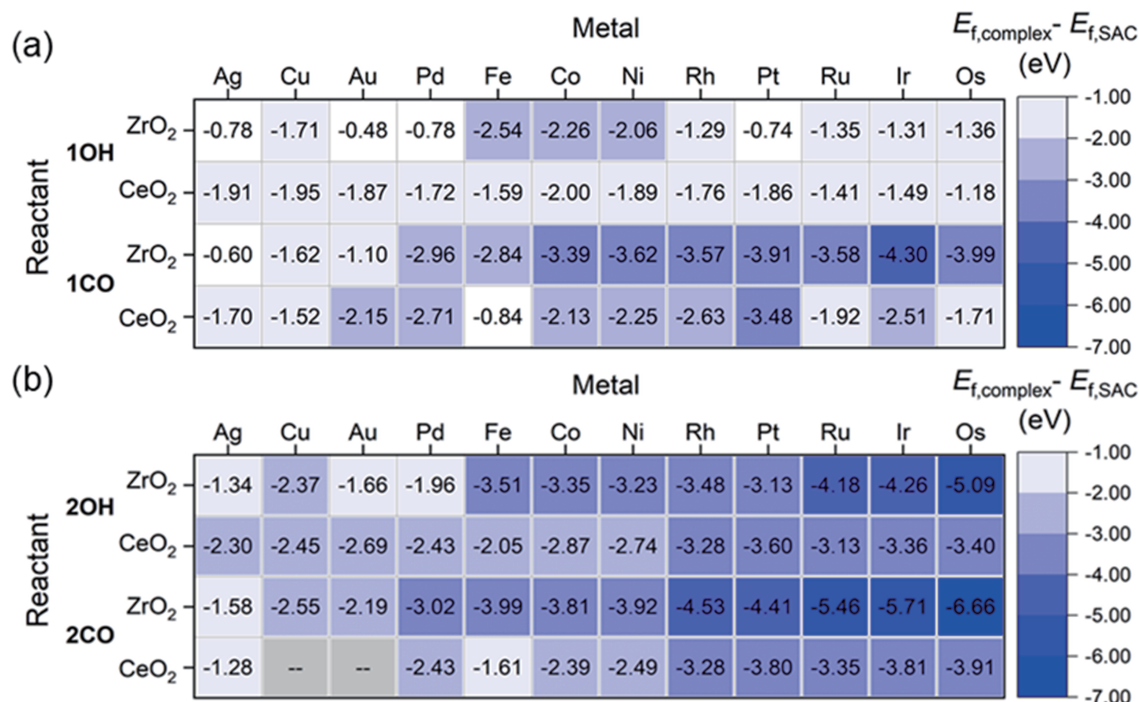 (a)
Metal
E_f,complex - E_f,SAC
(eV)
Ag Cu Au Pd Fe Co Ni Rh Pt Ru Ir Os
Reactant
1OH
ZrO₂ -0.78 -1.71 -0.48 -0.78 -2.54 -2.26 -2.06 -1.29 -0.74 -1.35 -1.31 -1.36
CeO₂ -1.91 -1.95 -1.87 -1.72 -1.59 -2.00 -1.89 -1.76 -1.86 -1.41 -1.49 -1.18
1CO
ZrO₂ -0.60 -1.62 -1.10 -2.96 -2.84 -3.39 -3.62 -3.57 -3.91 -3.58 -4.30 -3.99
CeO₂ -1.70 -1.52 -2.15 -2.71 -0.84 -2.13 -2.25 -2.63 -3.48 -1.92 -2.51 -1.71
-1.00
-2.00
-3.00
-4.00
-5.00
-6.00
-7.00
(b)
Metal
E_f,complex - E_f,SAC
(eV)
Ag Cu Au Pd Fe Co Ni Rh Pt Ru Ir Os
Reactant
2OH
ZrO₂ -1.34 -2.37 -1.66 -1.96 -3.51 -3.35 -3.23 -3.48 -3.13 -4.18 -4.26 -5.09
CeO₂ -2.30 -2.45 -2.69 -2.43 -2.05 -2.87 -2.74 -3.28 -3.60 -3.13 -3.36 -3.40
2CO
ZrO₂ -1.58 -2.55 -2.19 -3.02 -3.99 -3.81 -3.92 -4.53 -4.41 -5.46 -5.71 -6.66
CeO₂ -1.28 -- -- -2.43 -1.61 -2.39 -2.49 -3.28 -3.80 -3.35 -3.81 -3.91
-1.00
-2.00
-3.00
-4.00
-5.00
-6.00
-7.00